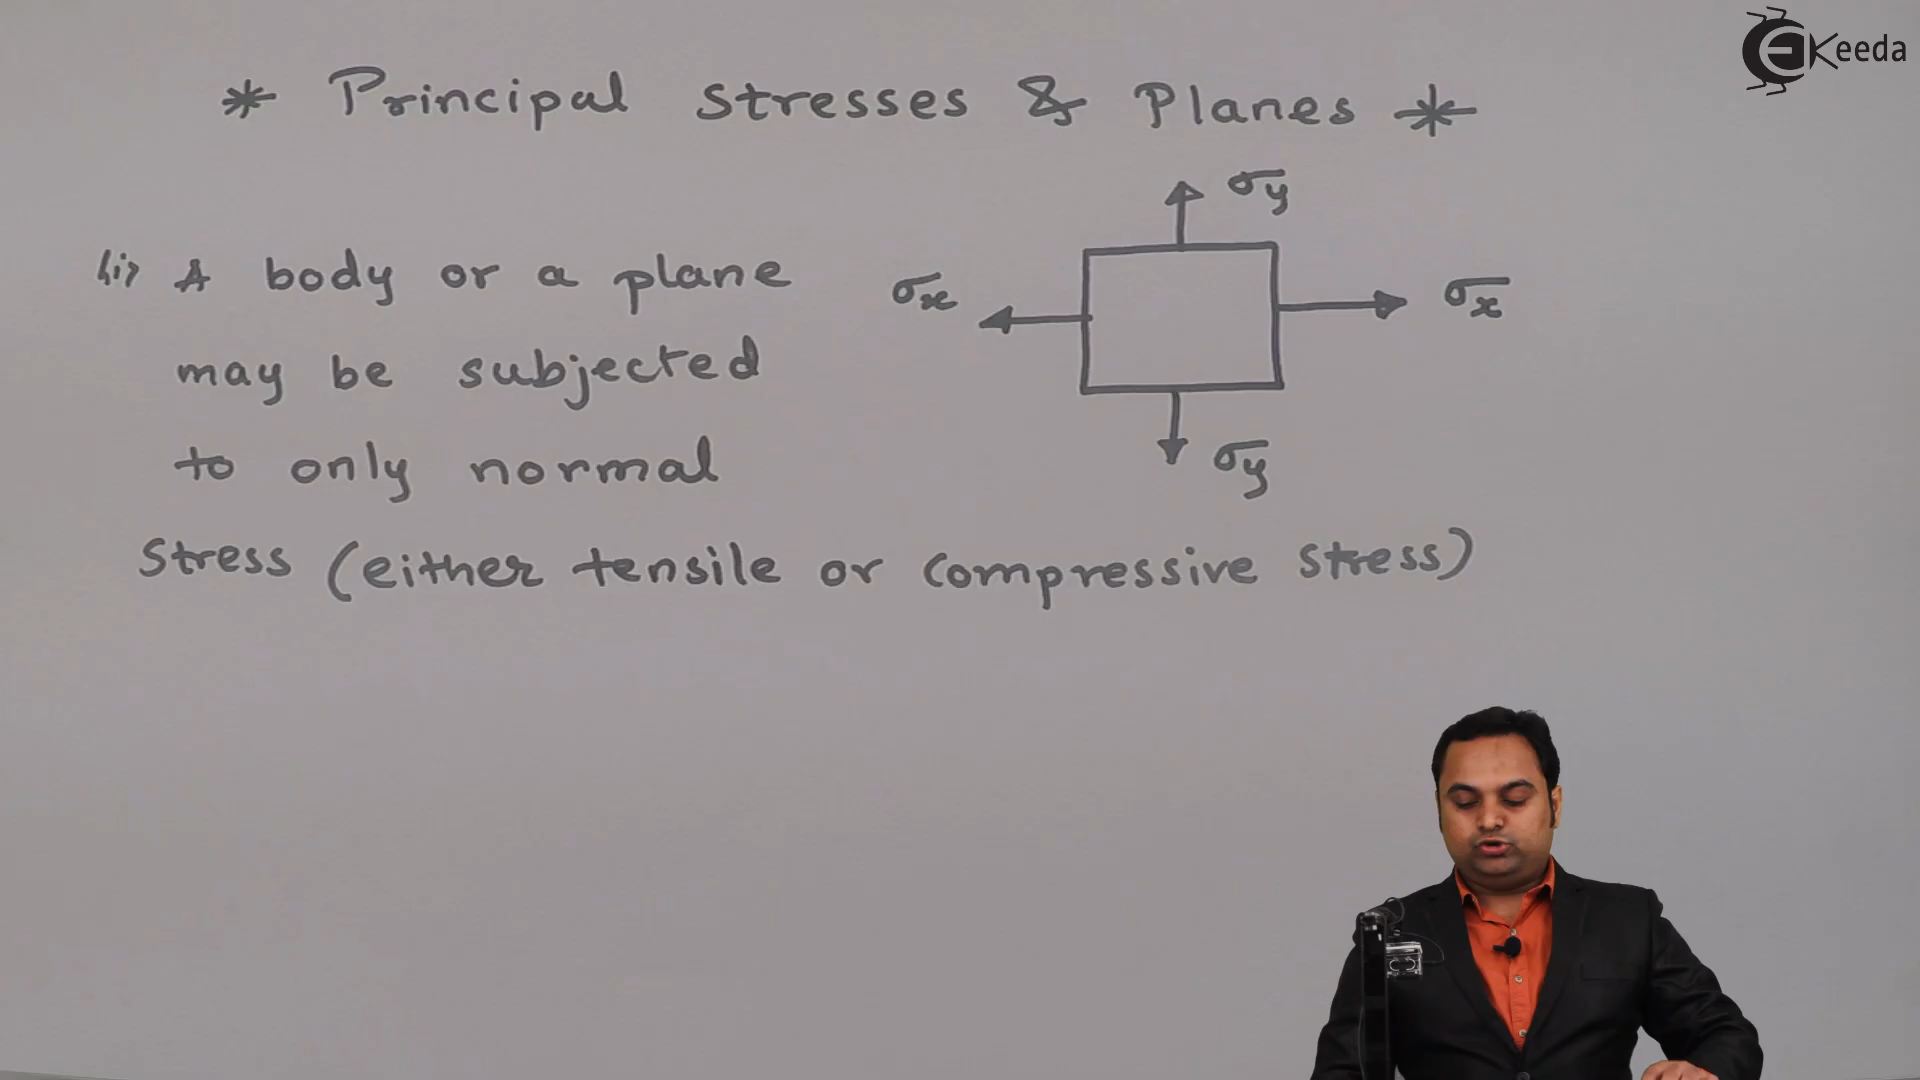 EKeeda
* Principal Stresses & Planes *
(i) A body or a plane
may be subjected
to only normal
Stress (either tensile or compressive stress)
σy
σx
σx
σy